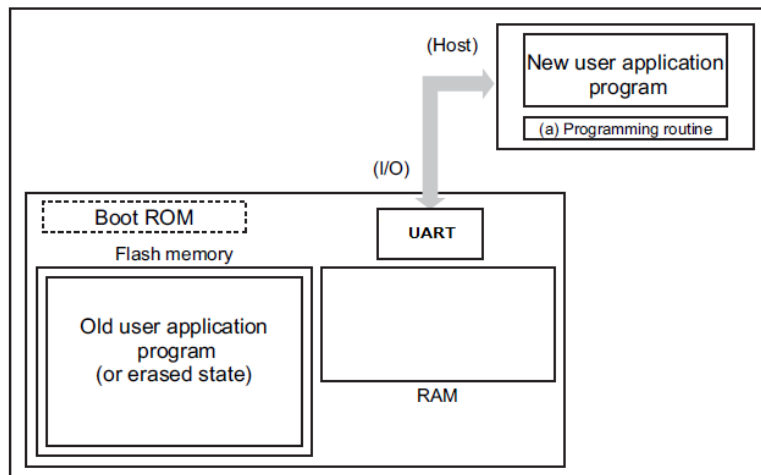 (Host)
New user application
program
(a) Programming routine
(I/O)
Boot ROM
UART
Flash memory
Old user application
program
(or erased state)
RAM